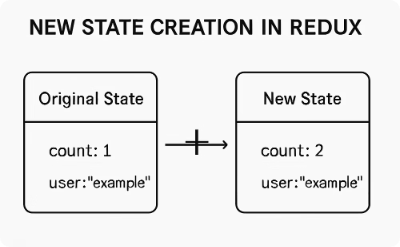 NEW STATE CREATION IN REDUX
Original State
count: 1
user:"example"
New State
count: 2
user:"example"